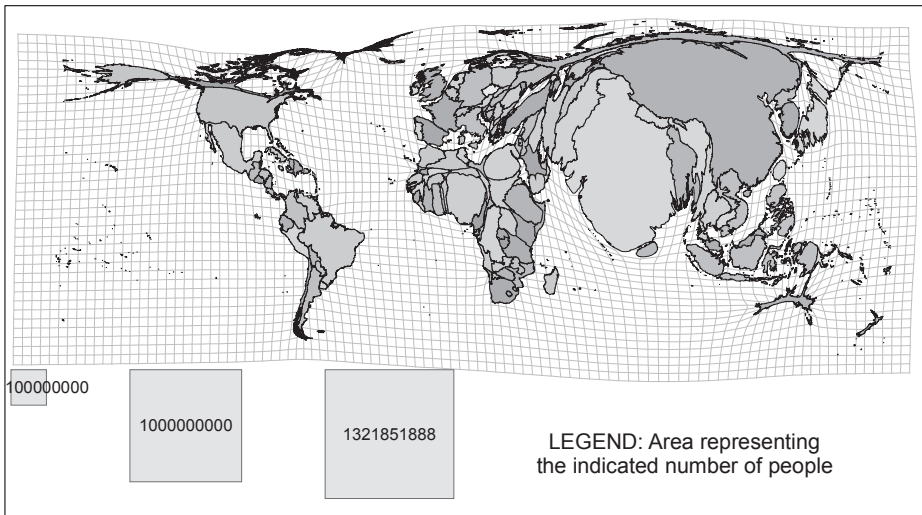 100000000
1000000000
1321851888
LEGEND: Area representing
the indicated number of people